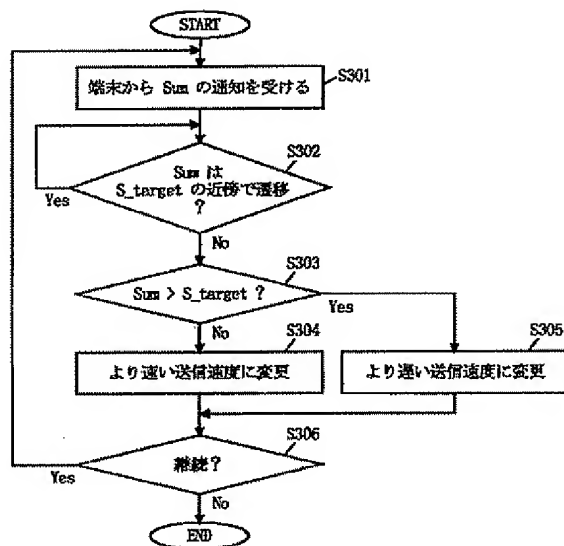 START
端末から Sum の通知を受ける
S301
S302
Sum は
S_target の近傍で遷移
?
Yes
No
S303
Sum > S_target ?
Yes
No
S304
S305
より速い送信速度に変更
より遅い送信速度に変更
S306
継続?
Yes
No
END